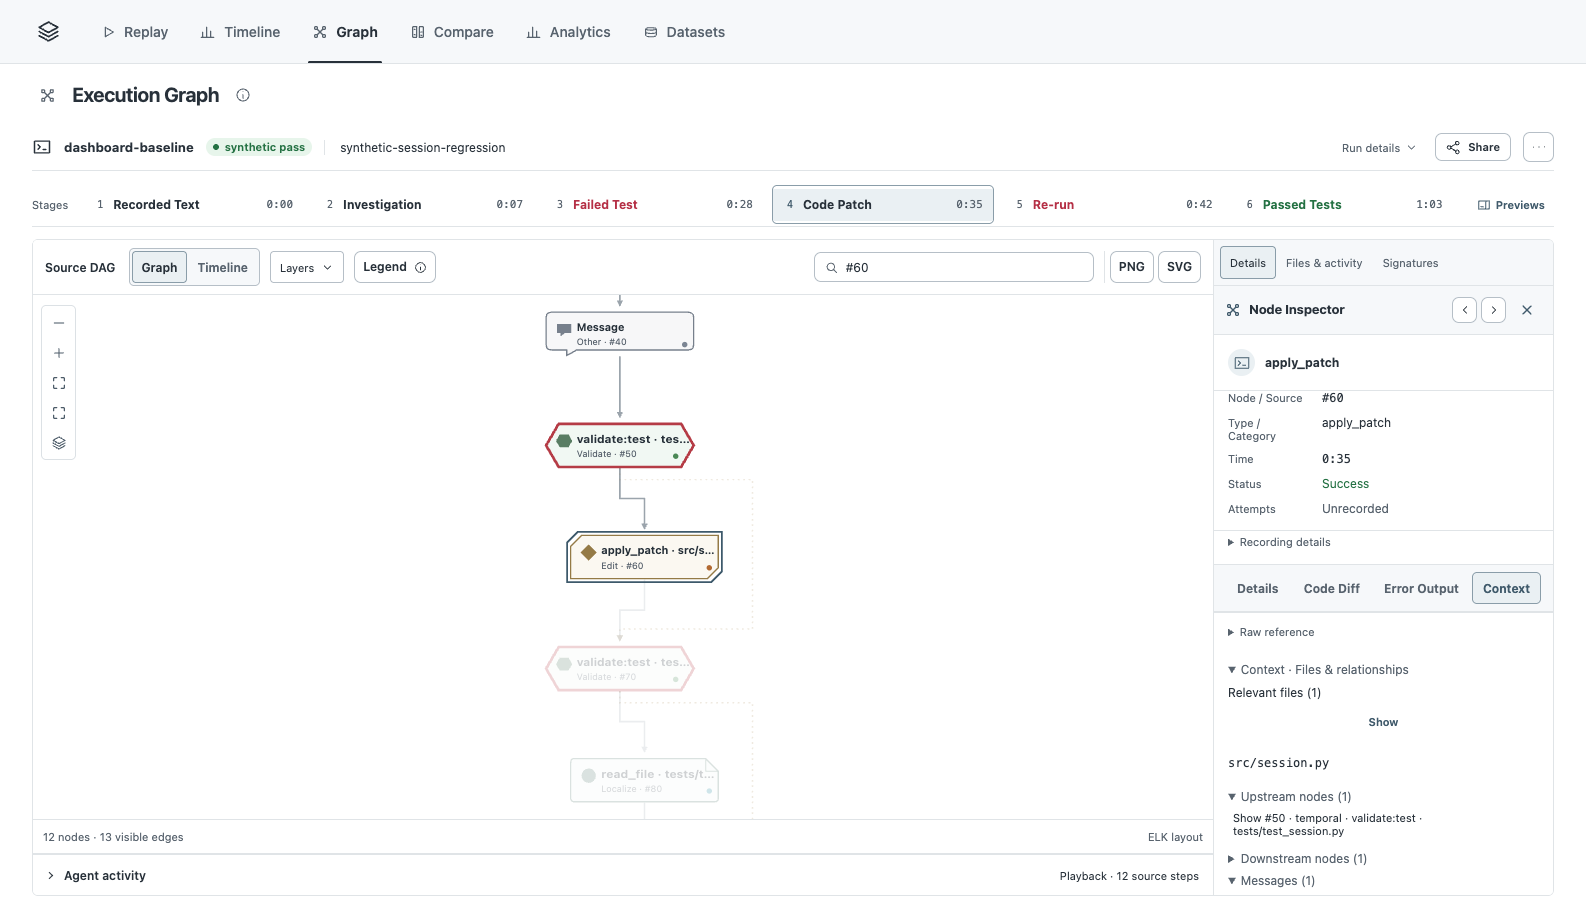 Replay
Timeline
Graph
Compare
Analytics
Datasets
Execution Graph
dashboard-baseline
synthetic pass
synthetic-session-regression
Run details
Share
Stages
1 Recorded Text 0:00
2 Investigation 0:07
3 Failed Test 0:28
4 Code Patch 0:35
5 Re-run 0:42
6 Passed Tests 1:03
Previews
Source DAG
Graph
Timeline
Layers
Legend
#60
PNG
SVG
Message
Other · #40
validate:test · tes...
Validate · #50
apply_patch · src/s...
Edit · #60
validate:test · tes...
Validate · #70
read_file · tests/t...
Localize · #80
12 nodes · 13 visible edges
ELK layout
Agent activity
Playback · 12 source steps
Details
Files & activity
Signatures
Node Inspector
apply_patch
Node / Source #60
Type / Category apply_patch
Time 0:35
Status Success
Attempts Unrecorded
Recording details
Details
Code Diff
Error Output
Context
Raw reference
Context · Files & relationships
Relevant files (1)
Show
src/session.py
Upstream nodes (1)
Show #50 · temporal · validate:test ·
tests/test_session.py
Downstream nodes (1)
Messages (1)